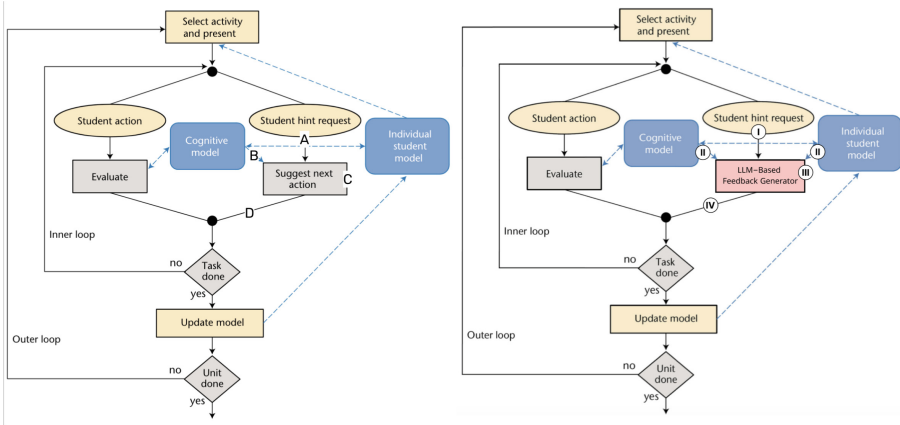 Select activity
and present
Student action
Student hint request
Cognitive
model
Individual
student
model
A
B
C
D
Evaluate
Suggest next
action
Inner loop
no
Task
done
yes
Update model
Outer loop
no
Unit
done
yes
Select activity
and present
Student action
Student hint request
Cognitive
model
Individual
student
model
I
II
II
III
IV
Evaluate
LLM-Based
Feedback Generator
Inner loop
no
Task
done
yes
Update model
Outer loop
no
Unit
done
yes